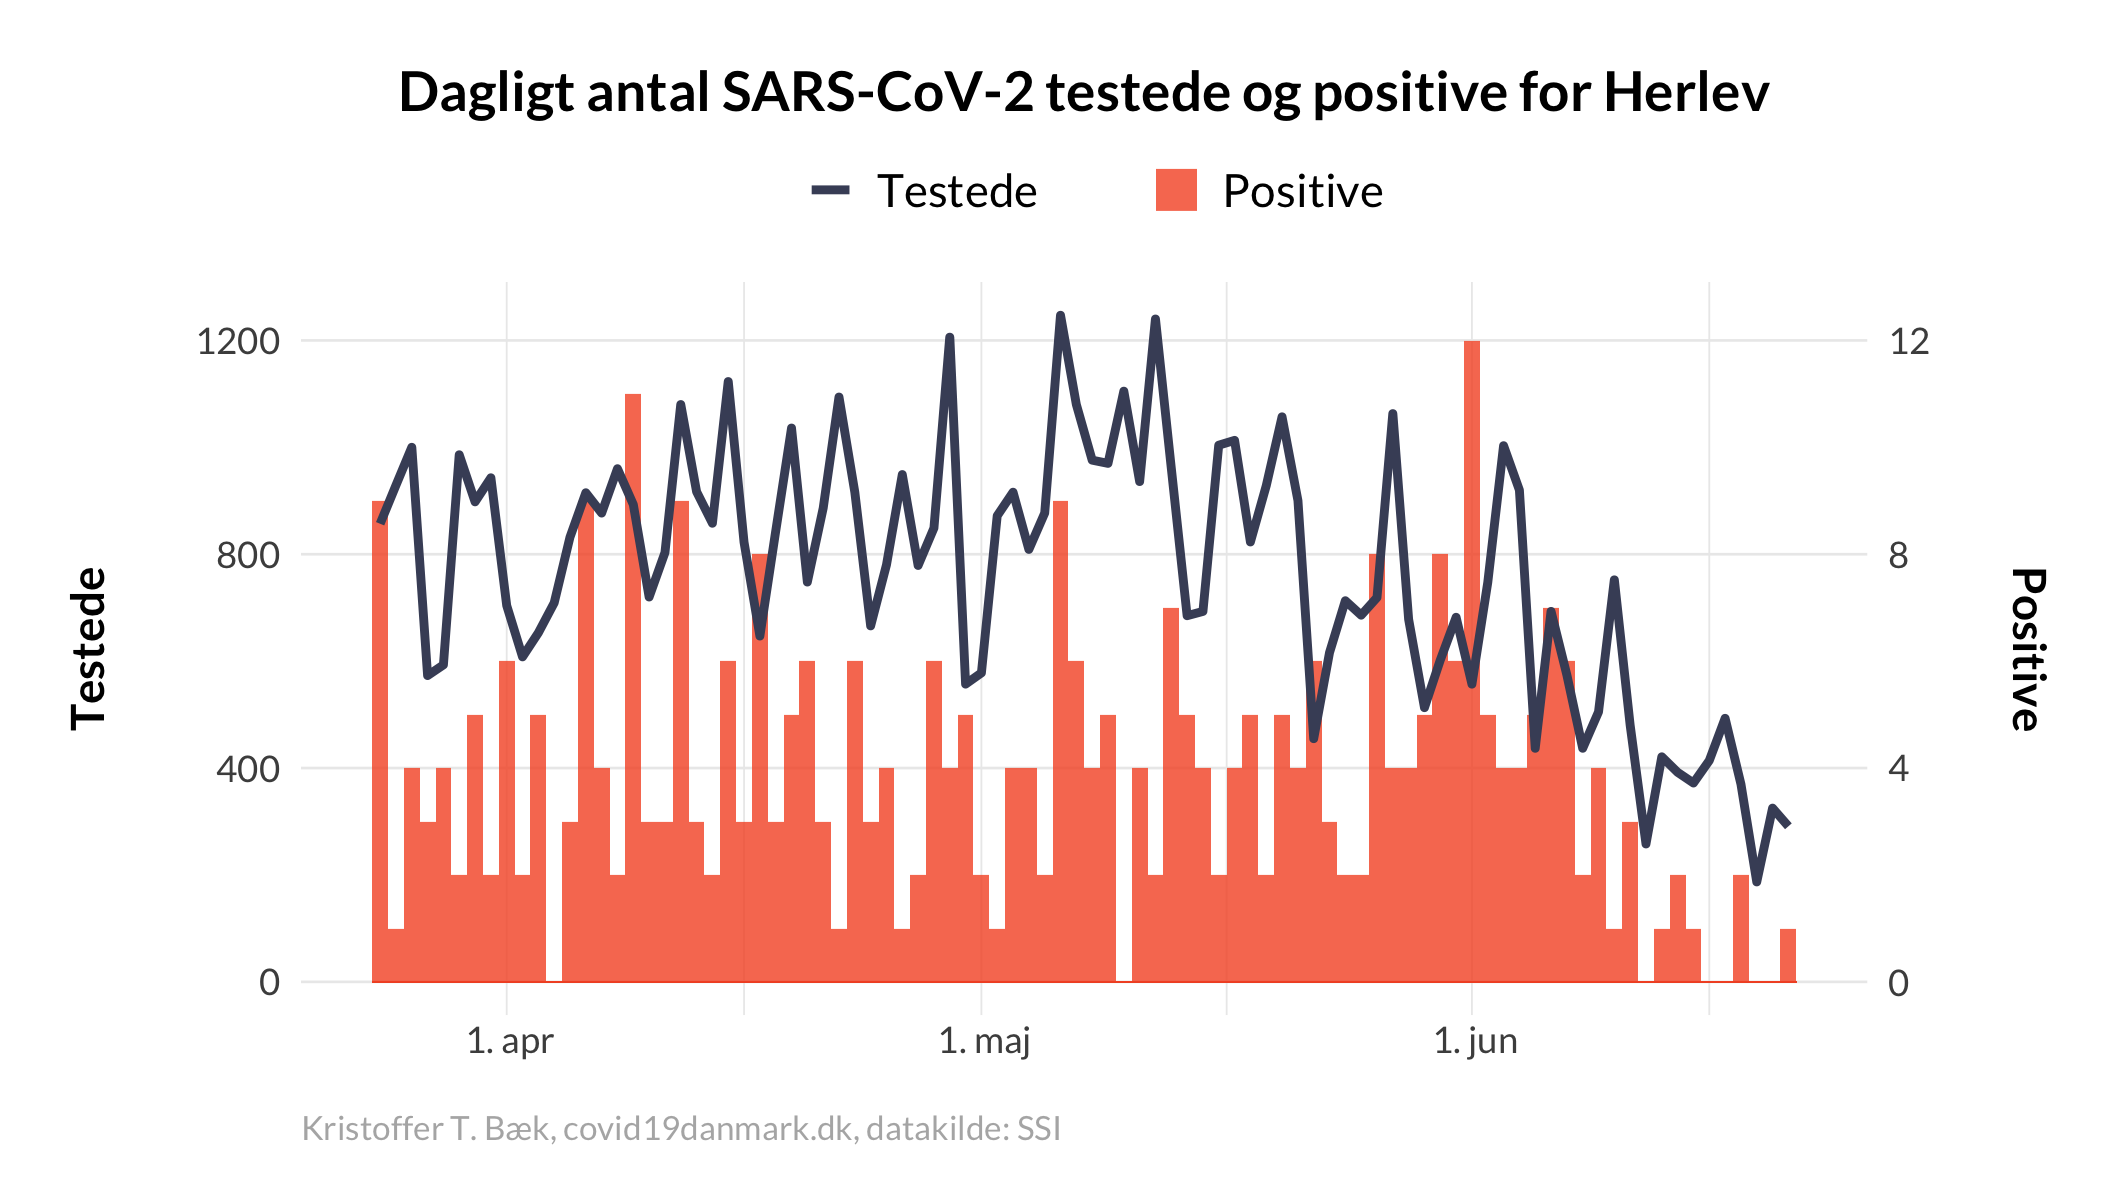 Dagligt antal SARS-CoV-2 testede og positive for Herlev
Testede
Positive
1200
800
400
0
12
8
4
0
Testede
Positive
1. apr
1. maj
1. jun
Kristoffer T. Bæk, covid19danmark.dk, datakilde: SSI